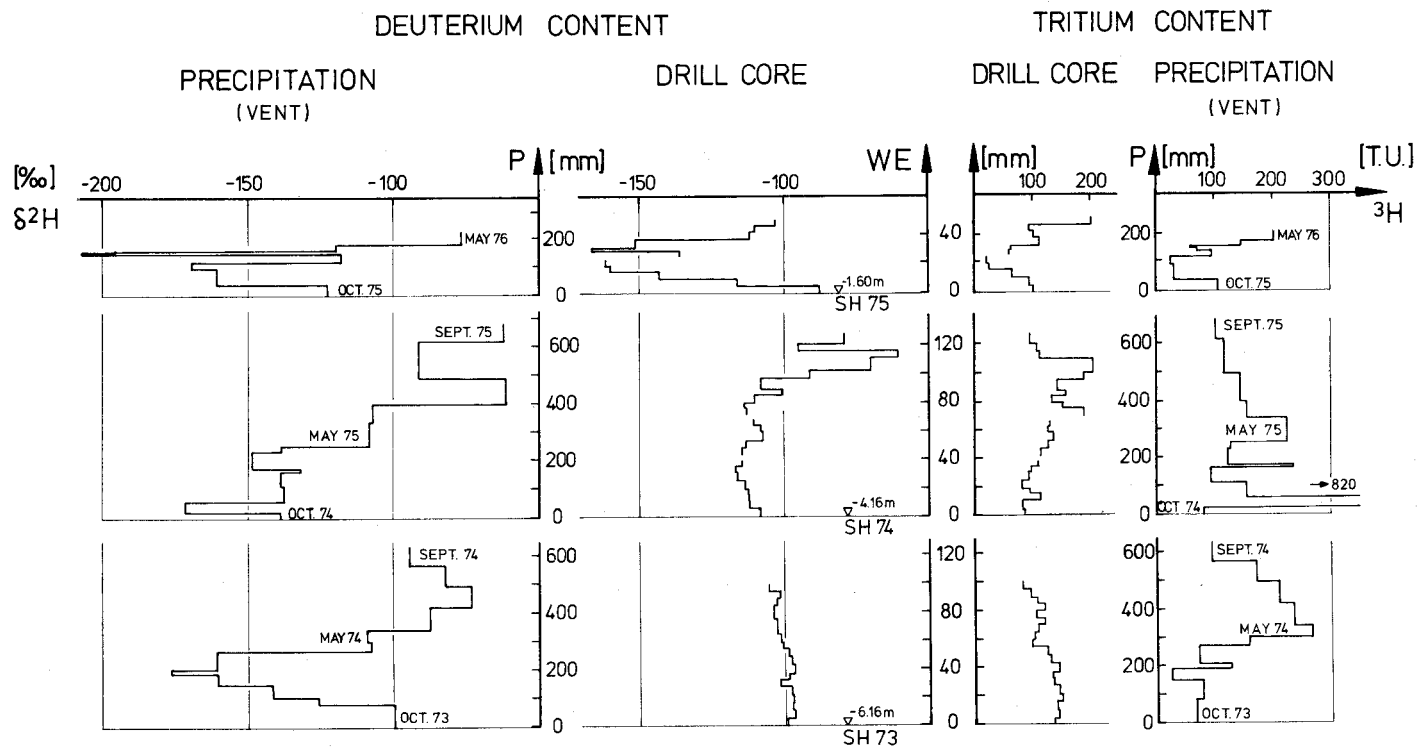 DEUTERIUM CONTENT
TRITIUM CONTENT
PRECIPITATION
(VENT)
DRILL CORE
DRILL CORE
PRECIPITATION
(VENT)
[‰]
-200
-150
-100
P
[mm]
-150
-100
WE
[mm]
100
200
P
[mm]
100
200
300
[T.U.]
δ²H
³H
MAY 76
200
40
200
MAY 76
OCT. 75
0
-1.60m
SH 75
0
0
OCT. 75
SEPT. 75
600
120
600
SEPT. 75
400
80
400
MAY 75
200
40
200
MAY 75
820
OCT. 74
0
-4.16m
SH 74
0
0
OCT 74
SEPT. 74
600
120
600
SEPT. 74
400
80
400
MAY 74
200
40
200
MAY 74
OCT. 73
0
-6.16m
SH 73
0
0
OCT. 73